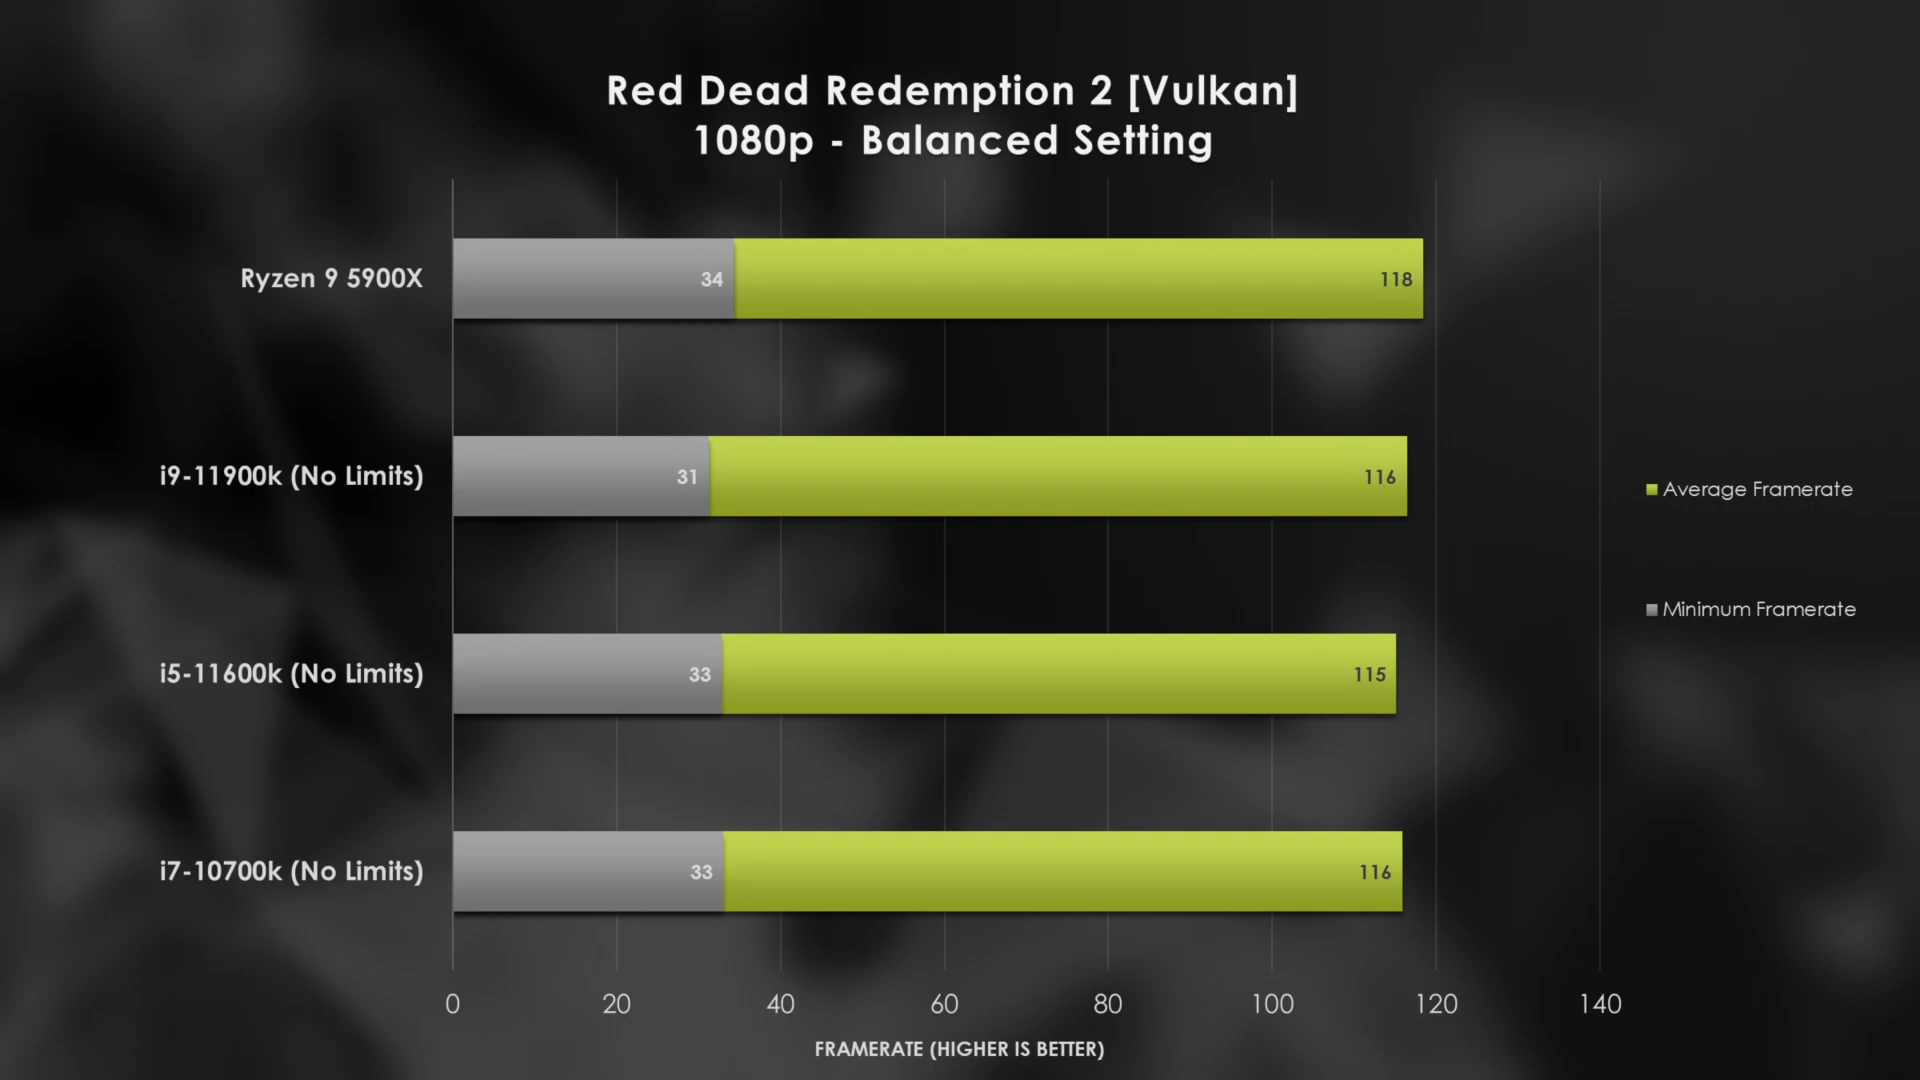 Red Dead Redemption 2 [Vulkan]
1080p - Balanced Setting
Ryzen 9 5900X
34
118
i9-11900k (No Limits)
31
116
Average Framerate
Minimum Framerate
i5-11600k (No Limits)
33
115
i7-10700k (No Limits)
33
116
0 20 40 60 80 100 120 140
FRAMERATE (HIGHER IS BETTER)